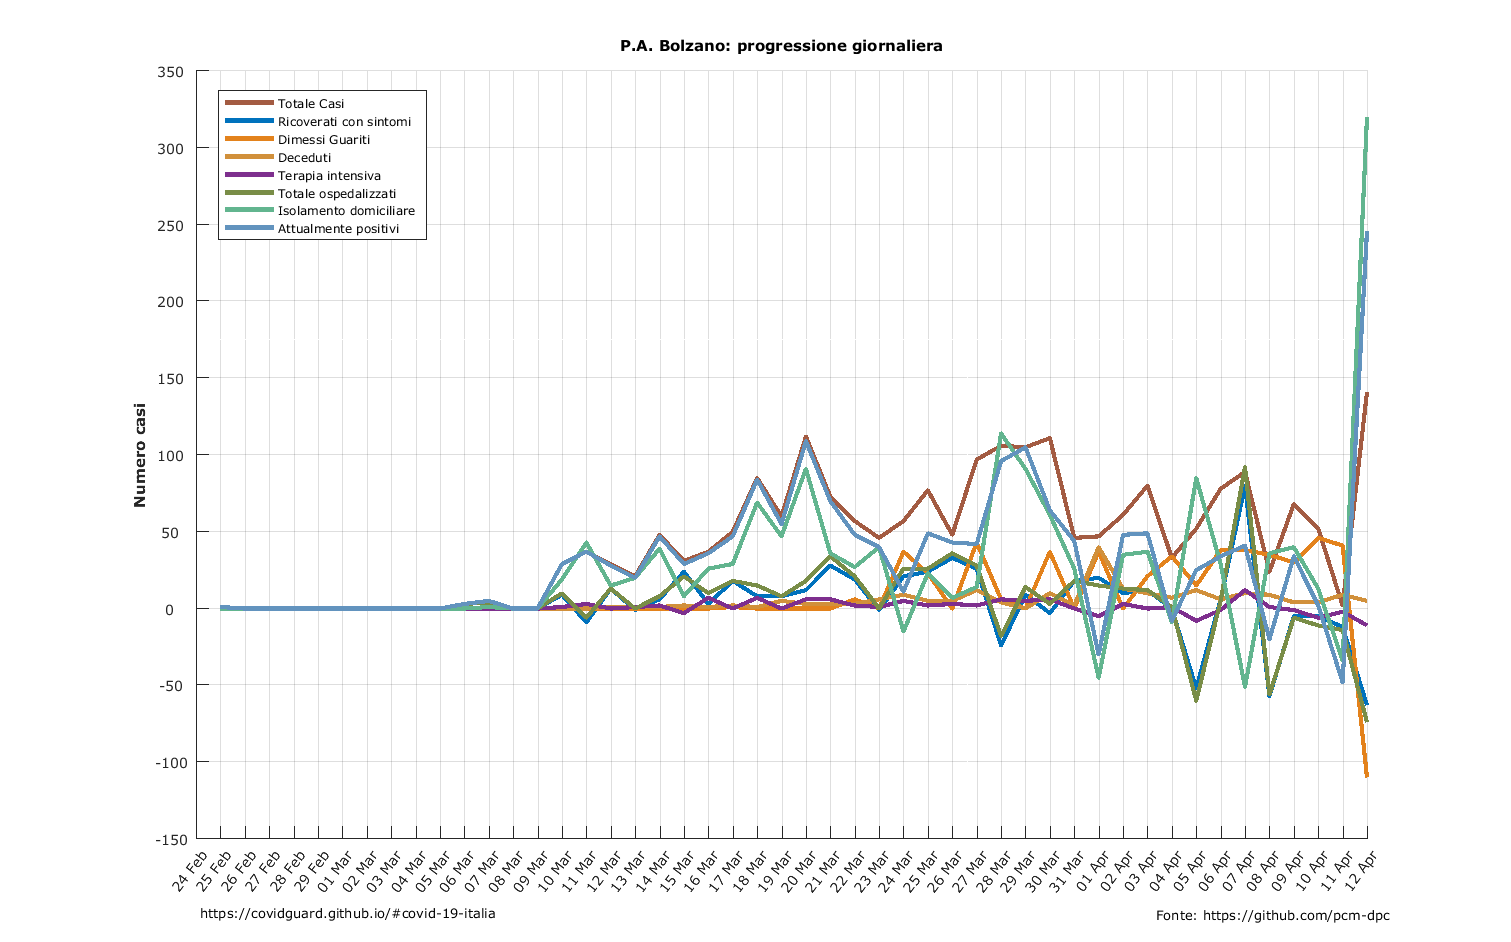 P.A. Bolzano: progressione giornaliera
350
300
250
200
150
100
50
0
-50
-100
-150
Numero casi
Totale Casi
Ricoverati con sintomi
Dimessi Guariti
Deceduti
Terapia intensiva
Totale ospedalizzati
Isolamento domiciliare
Attualmente positivi
24 Feb
25 Feb
26 Feb
27 Feb
28 Feb
29 Feb
01 Mar
02 Mar
03 Mar
04 Mar
05 Mar
06 Mar
07 Mar
08 Mar
09 Mar
10 Mar
11 Mar
12 Mar
13 Mar
14 Mar
15 Mar
16 Mar
17 Mar
18 Mar
19 Mar
20 Mar
21 Mar
22 Mar
23 Mar
24 Mar
25 Mar
26 Mar
27 Mar
28 Mar
29 Mar
30 Mar
31 Mar
01 Apr
02 Apr
03 Apr
04 Apr
05 Apr
06 Apr
07 Apr
08 Apr
09 Apr
10 Apr
11 Apr
12 Apr
https://covidguard.github.io/#covid-19-italia
Fonte: https://github.com/pcm-dpc